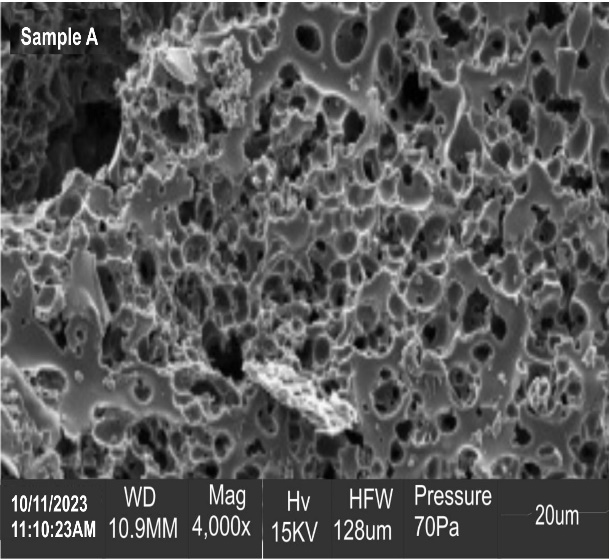 Sample A
10/11/2023 WD Mag Hv HFW Pressure 20um
11:10:23AM 10.9MM 4,000x 15KV 128um 70Pa